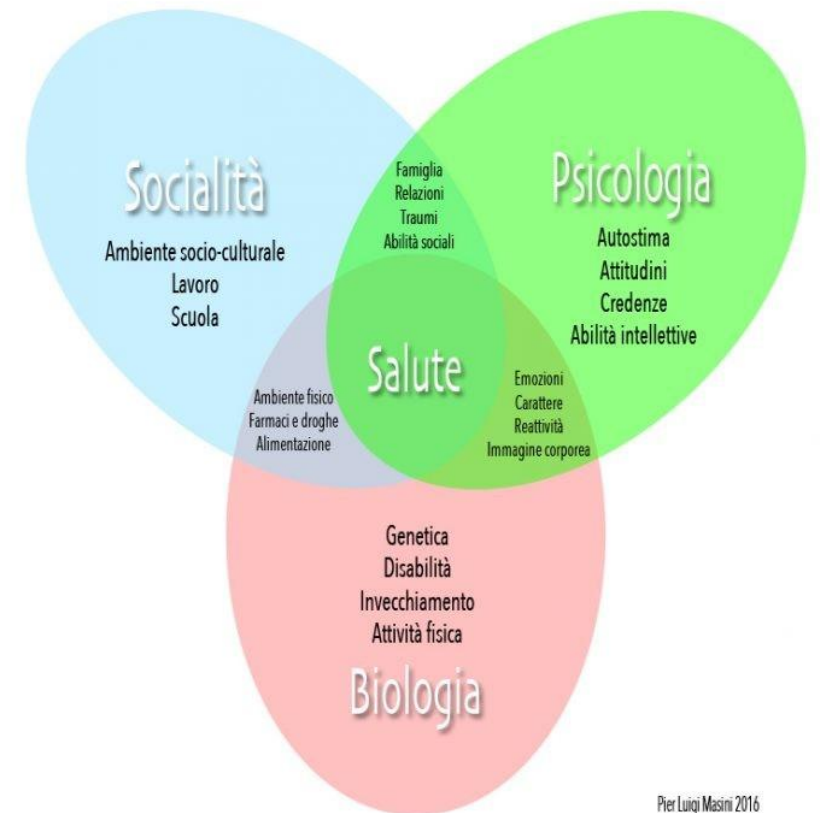 Socialità
Ambiente socio-culturale
Lavoro
Scuola
Famiglia
Relazioni
Traumi
Abilità sociali
Psicologia
Autostima
Attitudini
Credenze
Abilità intellettive
Salute
Ambiente fisico
Farmaci e droghe
Alimentazione
Emozioni
Carattere
Reattività
Immagine corporea
Genetica
Disabilità
Invecchiamento
Attività fisica
Biologia
Pier Luigi Masini 2016